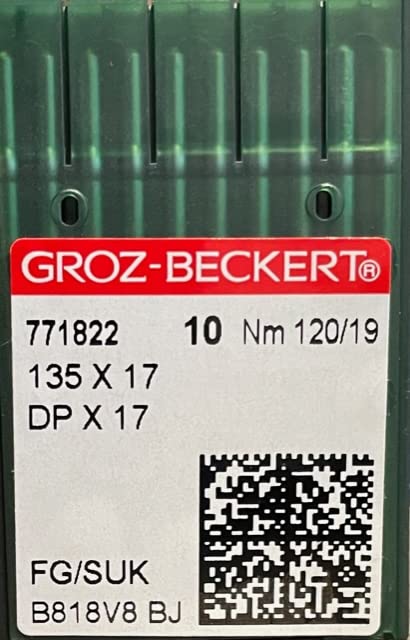 GROZ-BECKERT®
771822 10 Nm 120/19
135 X 17
DP X 17
FG/SUK
B818V8 BJ